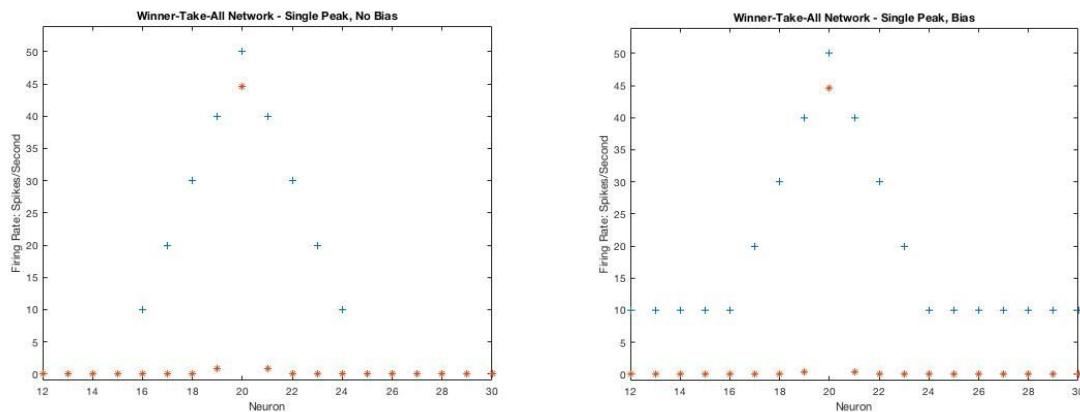 Winner-Take-All Network - Single Peak, No Bias
50
45
40
35
30
25
20
15
10
5
0
Firing Rate: Spikes/Second
12 14 16 18 20 22 24 26 28 30
Neuron
Winner-Take-All Network - Single Peak, Bias
50
45
40
35
30
25
20
15
10
5
0
Firing Rate: Spikes/Second
12 14 16 18 20 22 24 26 28 30
Neuron